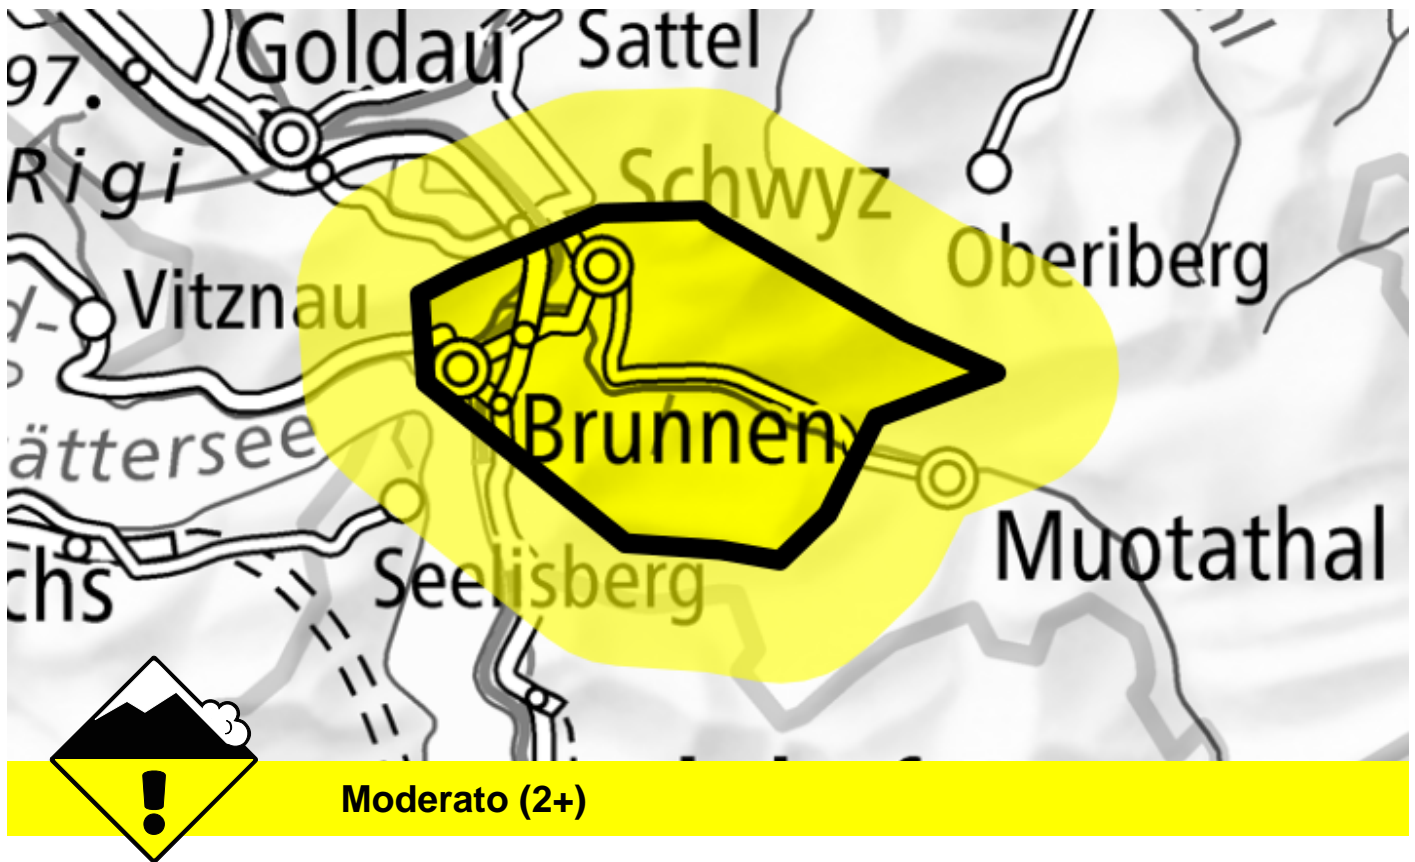 Goldau
Sattel
97.
Rigi
Schwyz
Oberiberg
Vitznau
d-
ättersee
Brunnen
Muotathal
chs
Seelisberg
Moderato (2+)